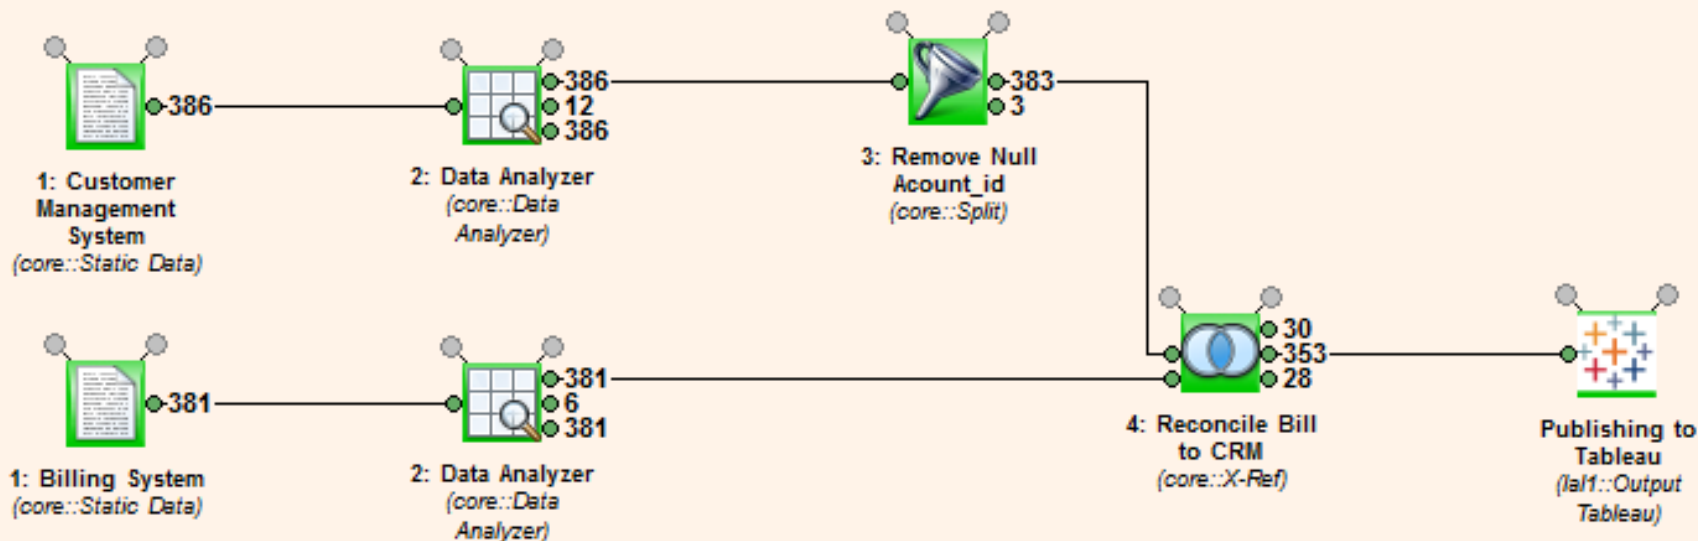 386
1: Customer
Management
System
(core::Static Data)
386
12
386
2: Data Analyzer
(core::Data
Analyzer)
383
3
3: Remove Null
Acount_id
(core::Split)
381
1: Billing System
(core::Static Data)
381
6
381
2: Data Analyzer
(core::Data
Analyzer)
30
353
28
4: Reconcile Bill
to CRM
(core::X-Ref)
Publishing to
Tableau
(lal1::Output
Tableau)